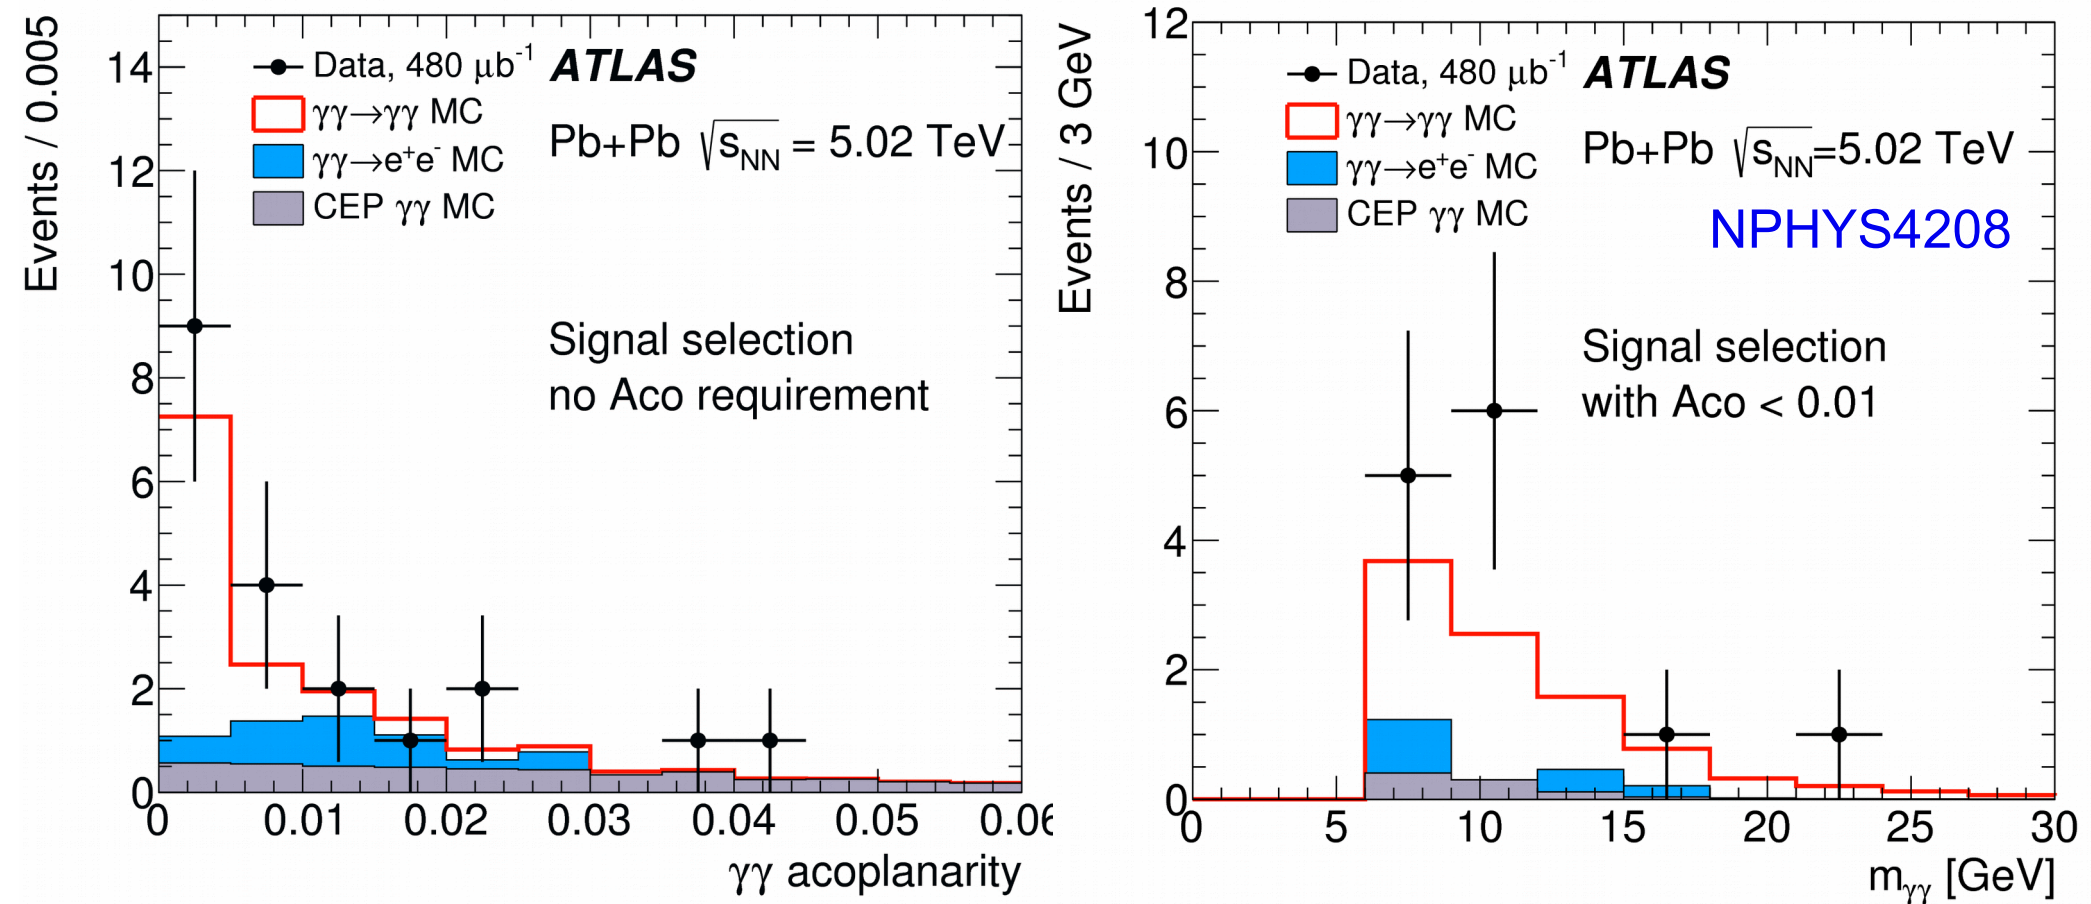 Events / 0.005
14
12
10
8
6
4
2
0
Data, 480 μb⁻¹
γγ→γγ MC
γγ→e⁺e⁻ MC
CEP γγ MC
ATLAS
Pb+Pb √sNN = 5.02 TeV
Signal selection
no Aco requirement
0 0.01 0.02 0.03 0.04 0.05 0.06
γγ acoplanarity
Events / 3 GeV
12
10
8
6
4
2
0
Data, 480 μb⁻¹
γγ→γγ MC
γγ→e⁺e⁻ MC
CEP γγ MC
ATLAS
Pb+Pb √sNN=5.02 TeV
NPHYS4208
Signal selection
with Aco < 0.01
0 5 10 15 20 25 30
mγγ [GeV]